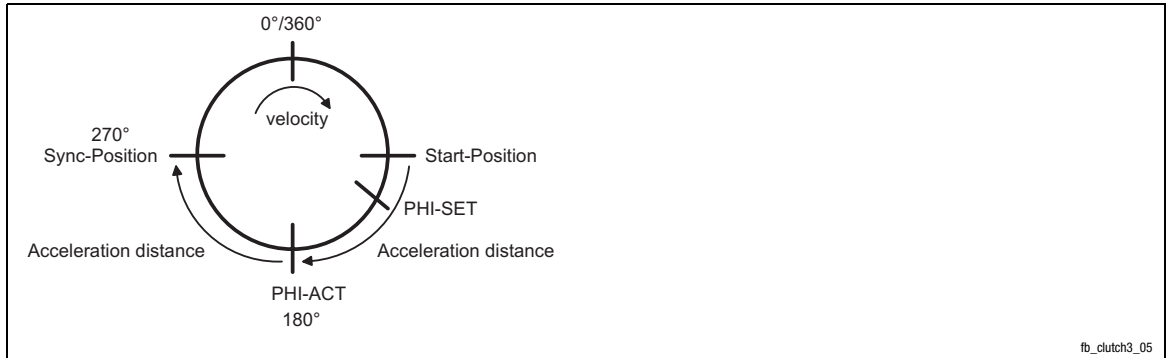 0°/360°
velocity
270°
Sync-Position
Start-Position
PHI-SET
Acceleration distance
Acceleration distance
PHI-ACT
180°
fb_clutch3_05